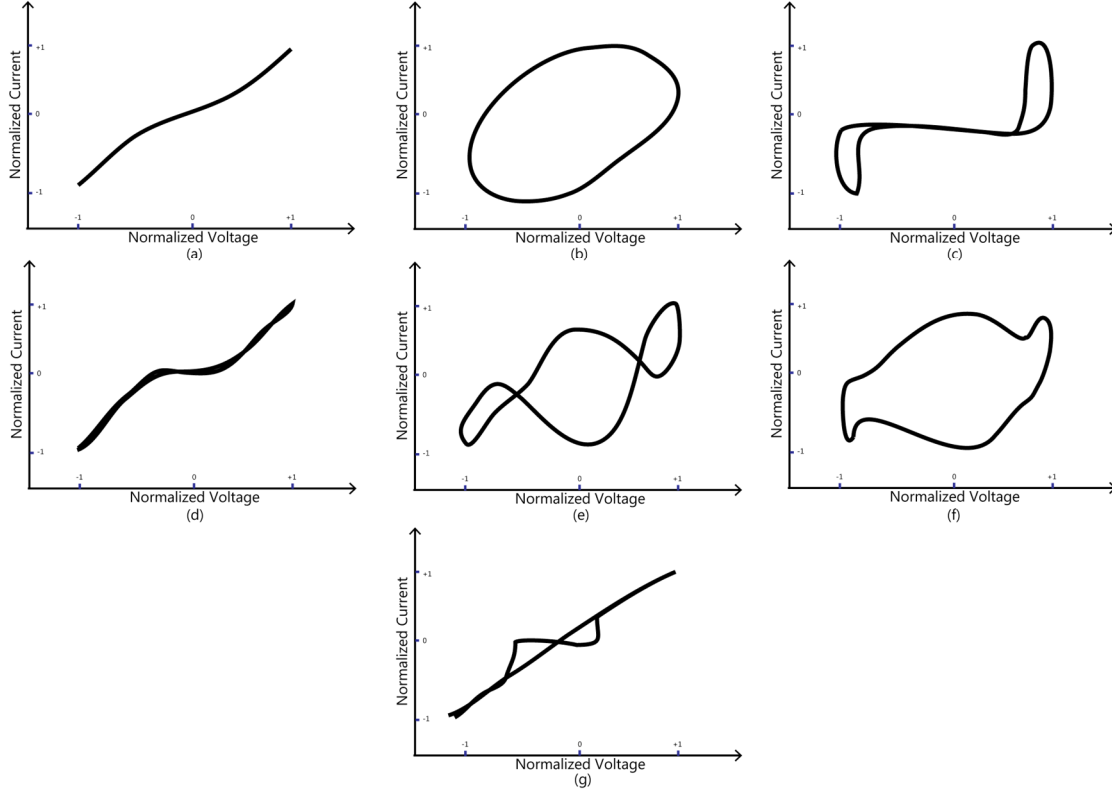 Normalized Current
+1
0
-1
-1
0
+1
Normalized Voltage
(a)
Normalized Current
+1
0
-1
-1
0
+1
Normalized Voltage
(b)
Normalized Current
+1
0
-1
-1
0
+1
Normalized Voltage
(c)
Normalized Current
+1
0
-1
-1
0
+1
Normalized Voltage
(d)
Normalized Current
+1
0
-1
-1
0
+1
Normalized Voltage
(e)
Normalized Current
+1
0
-1
-1
0
+1
Normalized Voltage
(f)
Normalized Current
+1
0
-1
-1
0
+1
Normalized Voltage
(g)